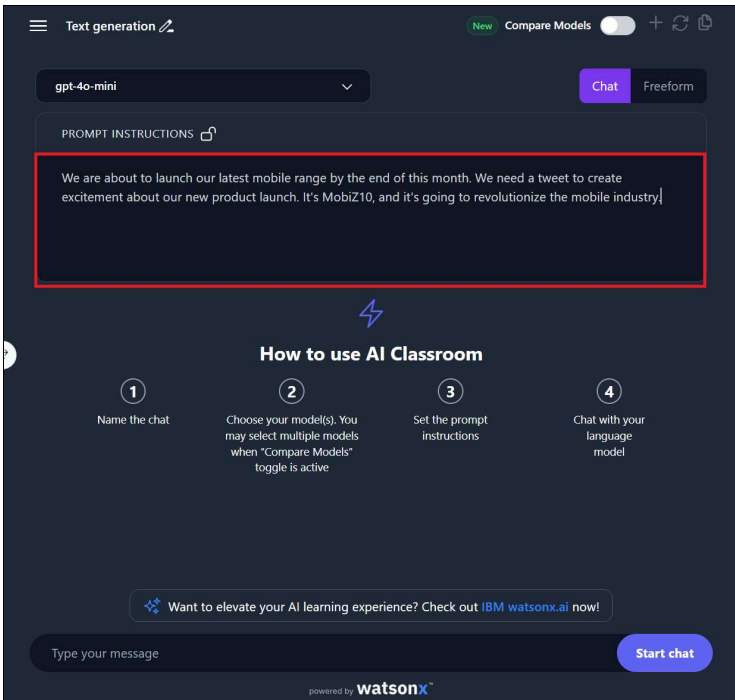 Text generation
New Compare Models
gpt-4o-mini
Chat Freeform
PROMPT INSTRUCTIONS
We are about to launch our latest mobile range by the end of this month. We need a tweet to create
excitement about our new product launch. It's MobiZ10, and it's going to revolutionize the mobile industry.
How to use AI Classroom
1
Name the chat
2
Choose your model(s). You
may select multiple models
when "Compare Models"
toggle is active
3
Set the prompt
instructions
4
Chat with your
language
model
Want to elevate your AI learning experience? Check out IBM watsonx.ai now!
Type your message
Start chat
powered by watsonx™